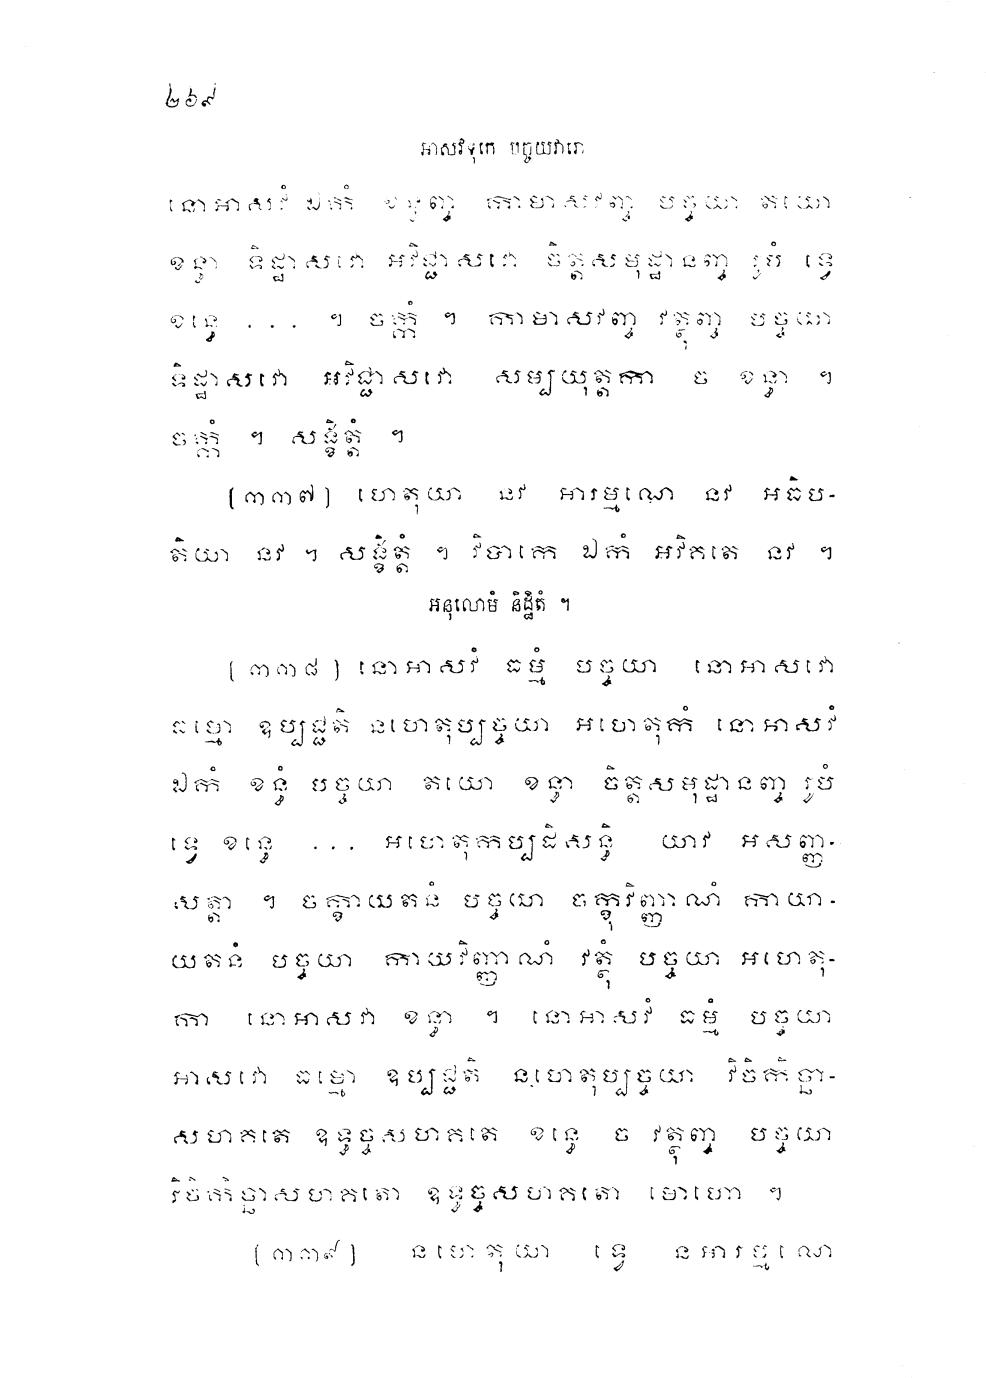 ២៦៩
អាសវទុកេ បច្ចយវារោ
នោអាសវំ ឯកំ ខន្ធញ្ច កាមាសវញ្ច បច្ចយា តយោ
ខន្ធា ទិដ្ឋាសវោ អវិជ្ជាសវោ ចិត្តសមុដ្ឋានញ្ច រូបំ ទ្វេ
ខន្ធេ ... ។ ចក្កំ ។ កាមាសវញ្ច វត្ថុញ្ច បច្ចយា
ទិដ្ឋាសវោ អវិជ្ជាសវោ សម្បយុត្តកា ច ខន្ធា ។
ចក្កំ ។ សង្ខិត្តំ ។
(៣៣៧) ហេតុយា នវ អារម្មណេ នវ អធិប-
តិយា នវ ។ សង្ខិត្តំ ។ វិបាកេ ឯកំ អវិគតេ នវ ។
អនុលោមំ និដ្ឋិតំ ។
(៣៣៨) នោអាសវំ ធម្មំ បច្ចយា នោអាសវោ
ធម្មោ ឧប្បជ្ជតិ នហេតុប្បច្ចយា អហេតុកំ នោអាសវំ
ឯកំ ខន្ធំ បច្ចយា តយោ ខន្ធា ចិត្តសមុដ្ឋានញ្ច រូបំ
ទ្វេ ខន្ធេ ... អហេតុកប្បដិសន្ធិ យាវ អសញ្ញ-
សត្តា ។ ចក្ខាយតនំ បច្ចយា ចក្ខុវិញ្ញាណំ កាយា-
យតនំ បច្ចយា កាយវិញ្ញាណំ វត្ថុំ បច្ចយា អហេតុ-
កា នោអាសវា ខន្ធា ។ នោអាសវំ ធម្មំ បច្ចយា
អាសវោ ធម្មោ ឧប្បជ្ជតិ នហេតុប្បច្ចយា វិចិកិច្ឆា-
សហគតេ ឧទ្ធច្ចសហគតេ ខន្ធេ ច វត្ថុញ្ច បច្ចយា
វិចិកិច្ឆាសហគតោ ឧទ្ធច្ចសហគតោ មោហោ ។
(៣៣៩) នហេតុយា ទ្វេ នអារម្មណេ